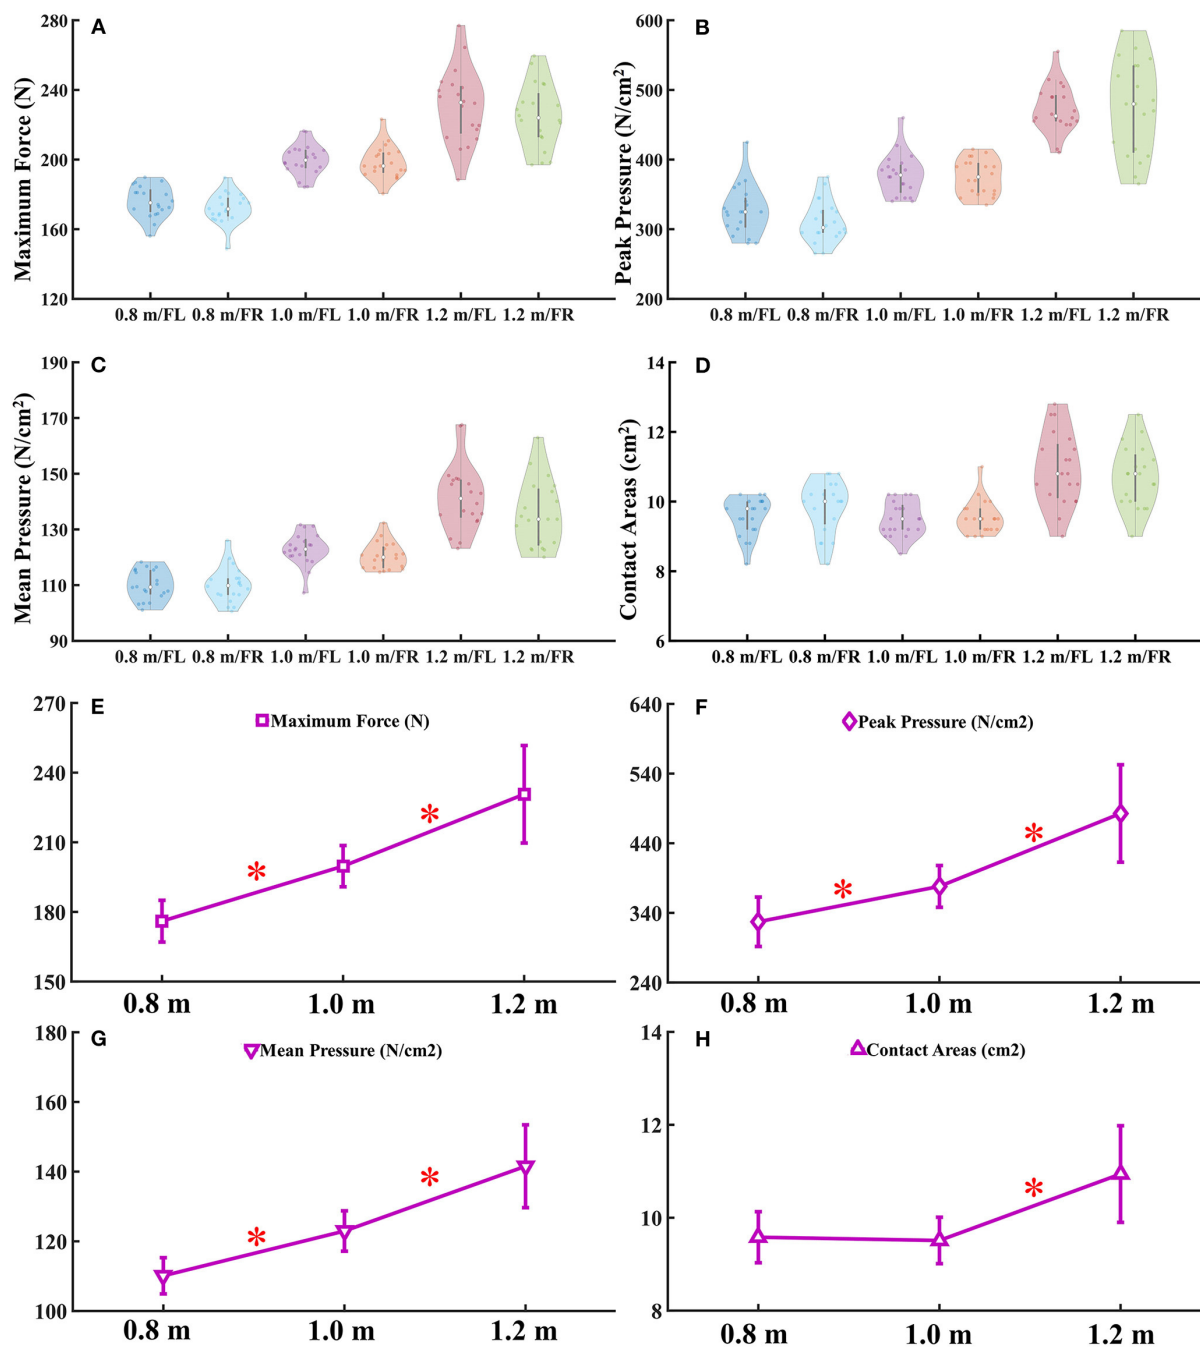 A
Maximum Force (N)
280
240
200
160
120
0.8 m/FL 0.8 m/FR 1.0 m/FL 1.0 m/FR 1.2 m/FL 1.2 m/FR
B
Peak Pressure (N/cm²)
600
500
400
300
200
0.8 m/FL 0.8 m/FR 1.0 m/FL 1.0 m/FR 1.2 m/FL 1.2 m/FR
C
Mean Pressure (N/cm²)
190
170
150
130
110
90
0.8 m/FL 0.8 m/FR 1.0 m/FL 1.0 m/FR 1.2 m/FL 1.2 m/FR
D
Contact Areas (cm²)
14
12
10
8
6
0.8 m/FL 0.8 m/FR 1.0 m/FL 1.0 m/FR 1.2 m/FL 1.2 m/FR
E
Maximum Force (N)
270
240
210
180
150
*
*
0.8 m 1.0 m 1.2 m
F
Peak Pressure (N/cm2)
640
540
440
340
240
*
*
0.8 m 1.0 m 1.2 m
G
Mean Pressure (N/cm2)
180
160
140
120
100
*
*
0.8 m 1.0 m 1.2 m
H
Contact Areas (cm2)
14
12
10
8
*
0.8 m 1.0 m 1.2 m